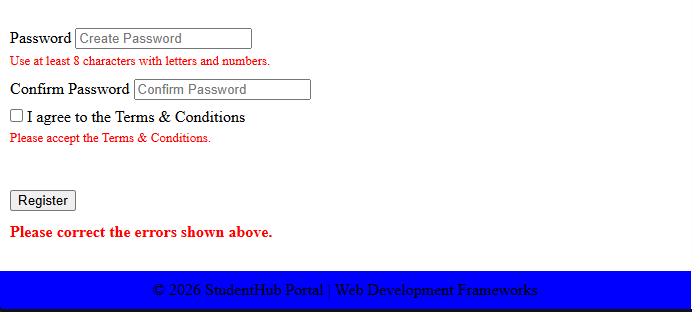 Password Create Password
Use at least 8 characters with letters and numbers.
Confirm Password Confirm Password
I agree to the Terms & Conditions
Please accept the Terms & Conditions.
Register
Please correct the errors shown above.
© 2026 StudentHub Portal | Web Development Frameworks